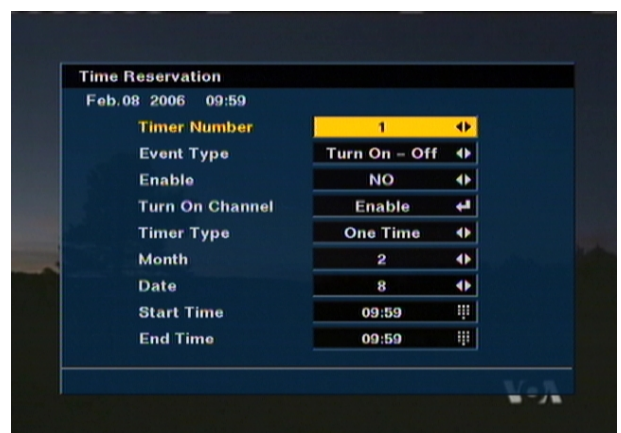 Time Reservation
Feb.08 2006 09:59
Timer Number 1
Event Type Turn On – Off
Enable NO
Turn On Channel Enable
Timer Type One Time
Month 2
Date 8
Start Time 09:59
End Time 09:59
VOA